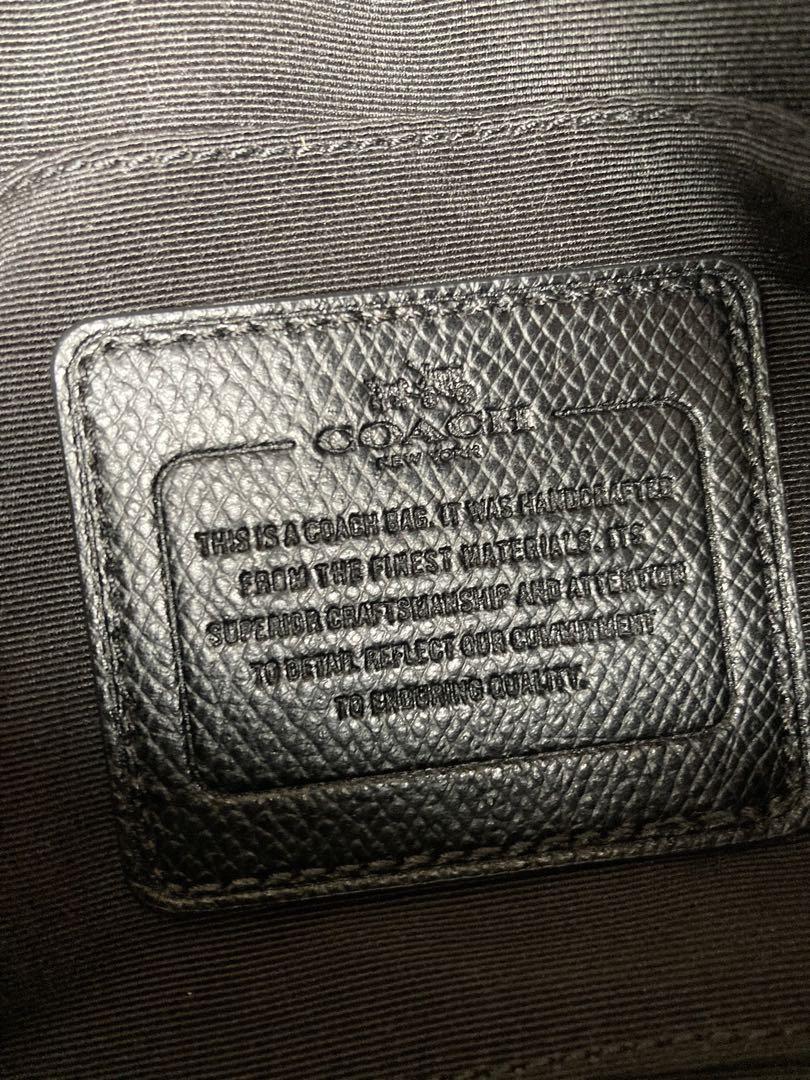 COACH
NEW YORK
THIS IS A COACH BAG. IT WAS HANDCRAFTED
FROM THE FINEST MATERIALS. ITS
SUPERIOR CRAFTSMANSHIP AND ATTENTION
TO DETAIL REFLECT OUR COMMITMENT
TO ENDURING QUALITY.